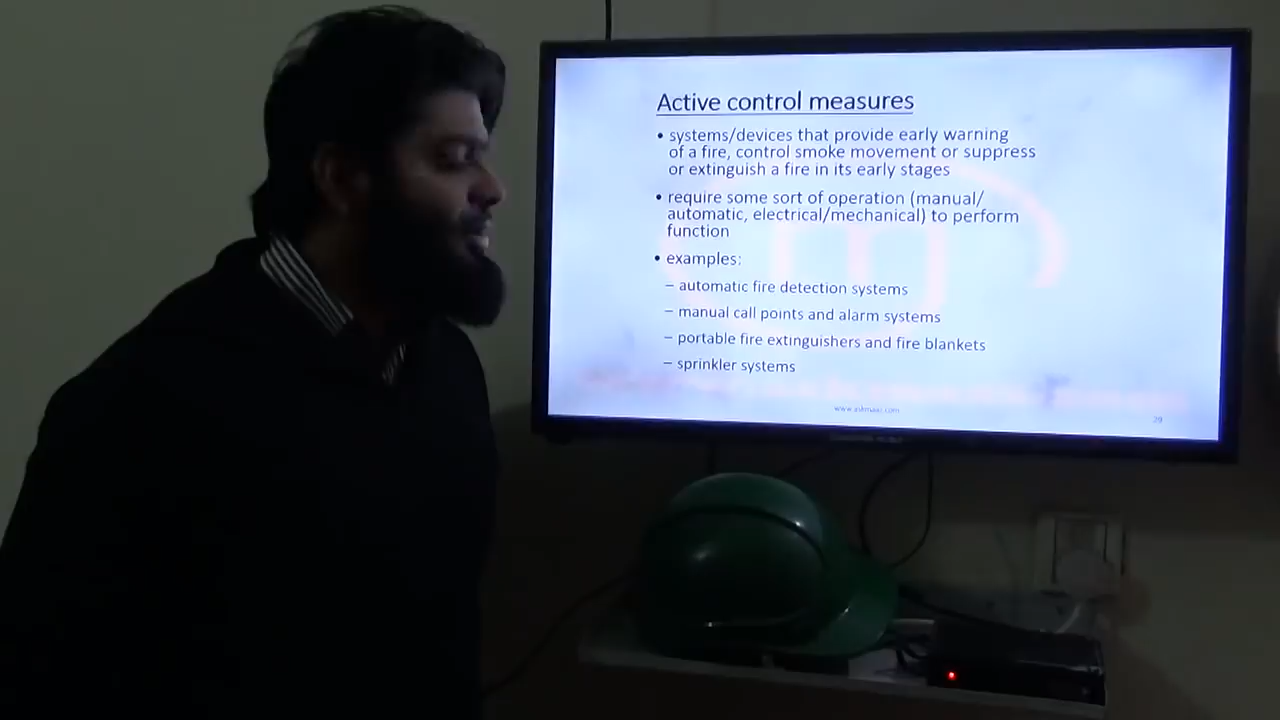 Active control measures
• systems/devices that provide early warning
of a fire, control smoke movement or suppress
or extinguish a fire in its early stages
• require some sort of operation (manual/
automatic, electrical/mechanical) to perform
function
• examples:
– automatic fire detection systems
– manual call points and alarm systems
– portable fire extinguishers and fire blankets
– sprinkler systems
39